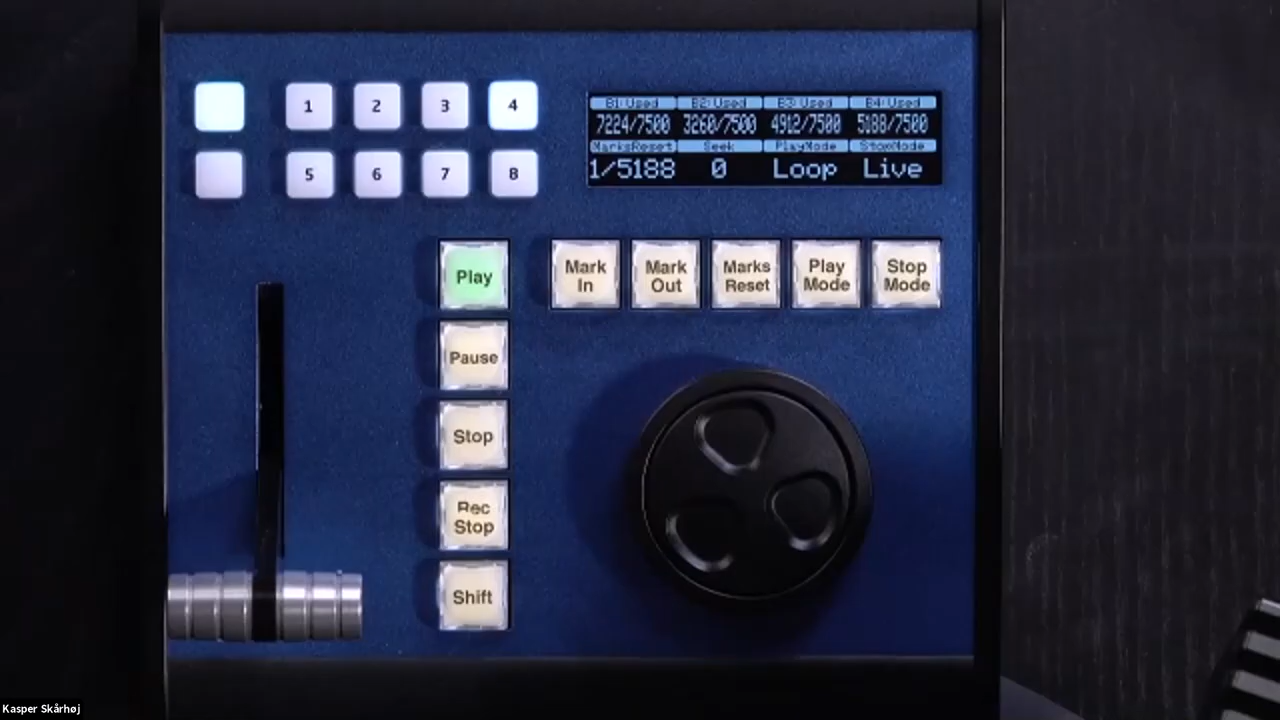 1 2 3 4
B1: Used B2: Used B3: Used B4: Used
7224/7500 3260/7500 4912/7500 5188/7500
MarksReset Seek PlayMode StopMode
1/5188 0 Loop Live
5 6 7 8
Play
Mark In
Mark Out
Marks Reset
Play Mode
Stop Mode
Pause
Stop
Rec Stop
Shift
Kasper Skårhøj